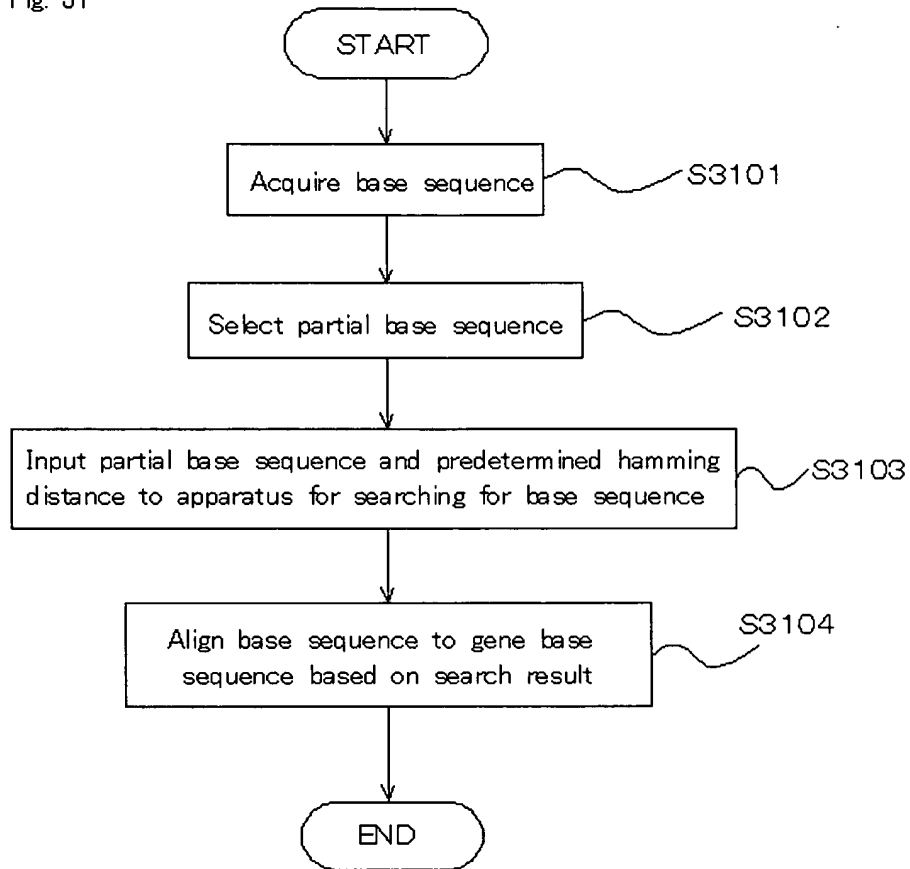 Fig. 31
START
Acquire base sequence
S3101
Select partial base sequence
S3102
Input partial base sequence and predetermined hamming
distance to apparatus for searching for base sequence
S3103
Align base sequence to gene base
sequence based on search result
S3104
END